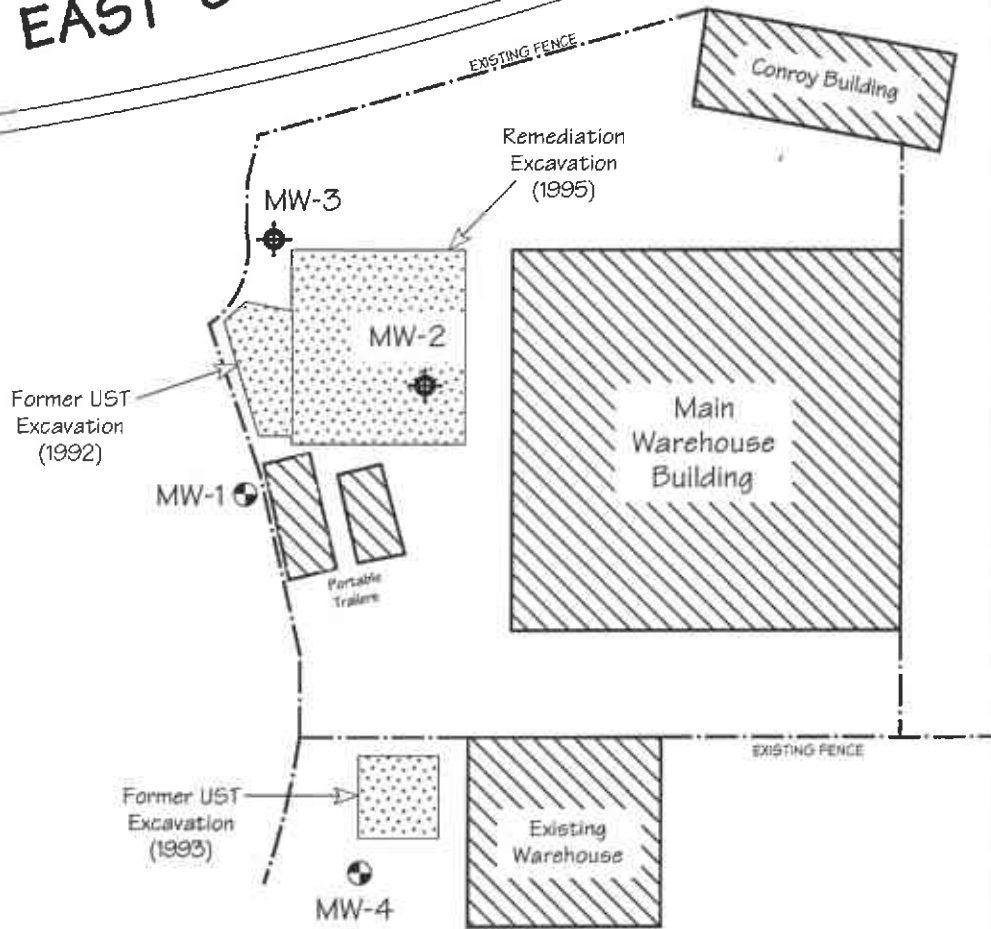 EAST
EXISTING FENCE
Conroy Building
Remediation
Excavation
(1995)
MW-3
MW-2
Former UST
Excavation
(1992)
Main
Warehouse
Building
MW-1
Portable
Trailers
EXISTING FENCE
Former UST
Excavation
(1993)
Existing
Warehouse
MW-4